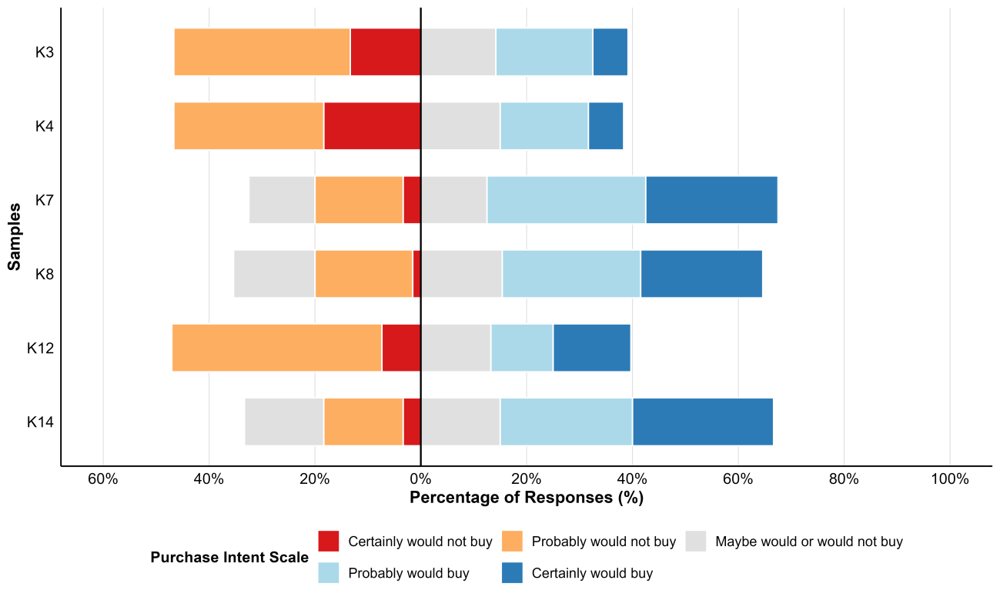 K3
K4
K7
K8
K12
K14
Samples
60% 40% 20% 0% 20% 40% 60% 80% 100%
Percentage of Responses (%)
Purchase Intent Scale
Certainly would not buy Probably would not buy Maybe would or would not buy
Probably would buy Certainly would buy